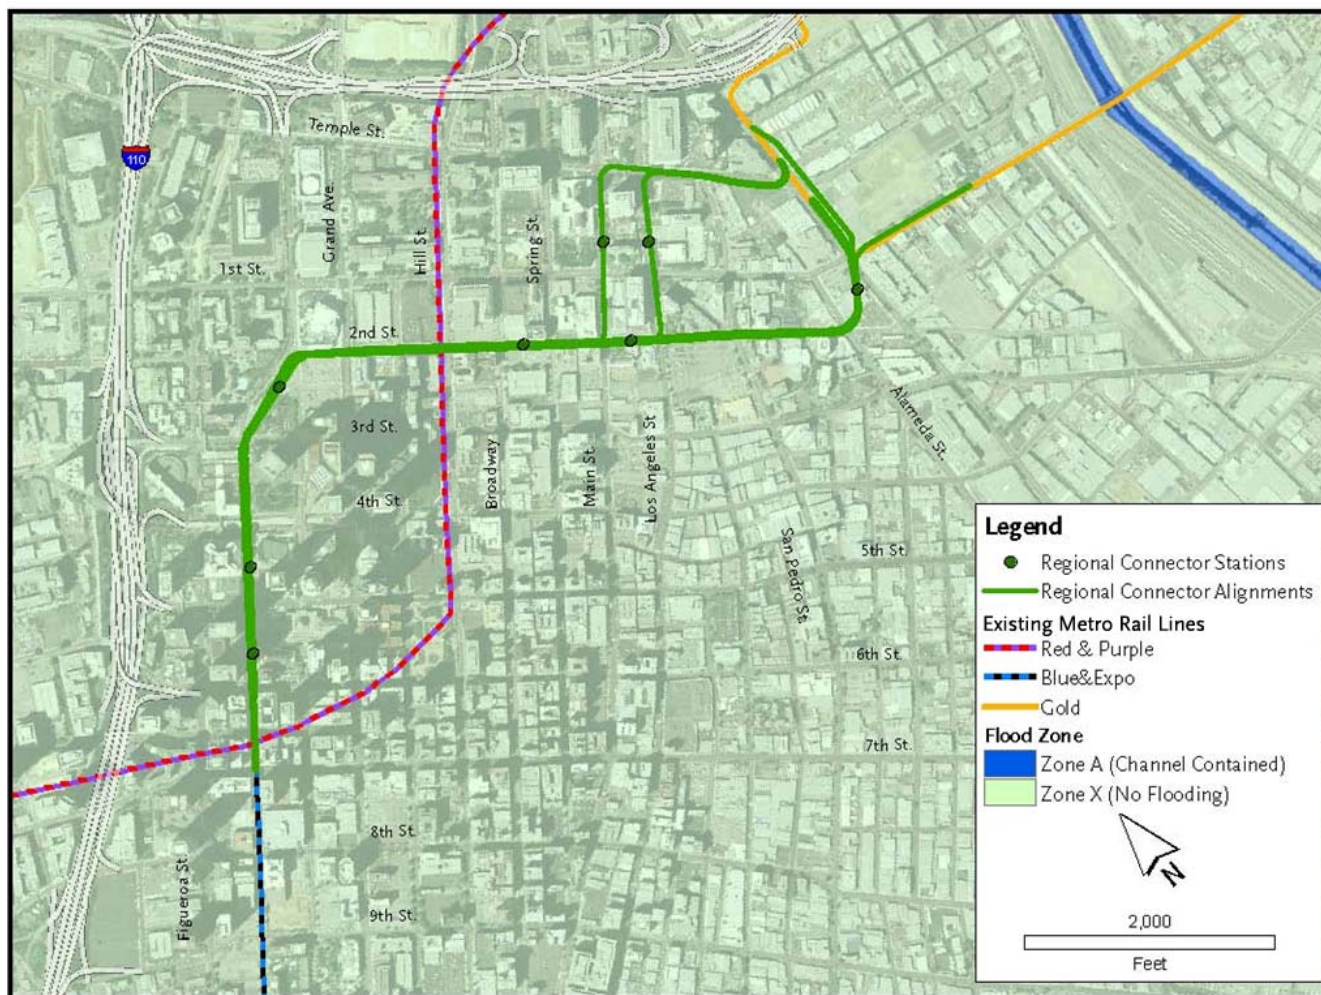 Temple St.
110
Grand Ave.
Hill St.
Spring St.
1st St.
2nd St.
3rd St.
Alameda St.
Broadway
Main St.
Los Angeles St
4th St.
San Pedro St.
5th St.
6th St.
7th St.
8th St.
Figueroa St.
9th St.
Legend
Regional Connector Stations
Regional Connector Alignments
Existing Metro Rail Lines
Red & Purple
Blue&Expo
Gold
Flood Zone
Zone A (Channel Contained)
Zone X (No Flooding)
N
2,000
Feet